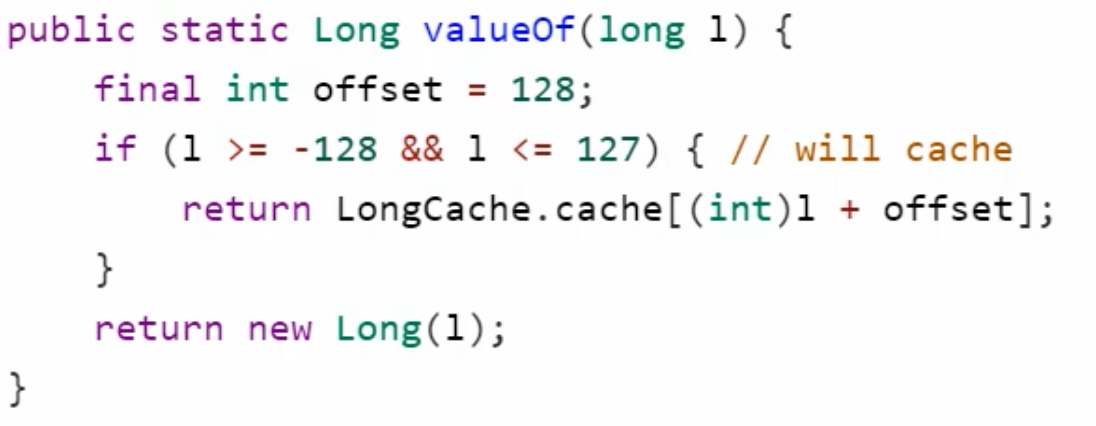 public static Long valueOf(long l) {
    final int offset = 128;
    if (l >= -128 && l <= 127) { // will cache
        return LongCache.cache[(int)l + offset];
    }
    return new Long(l);
}